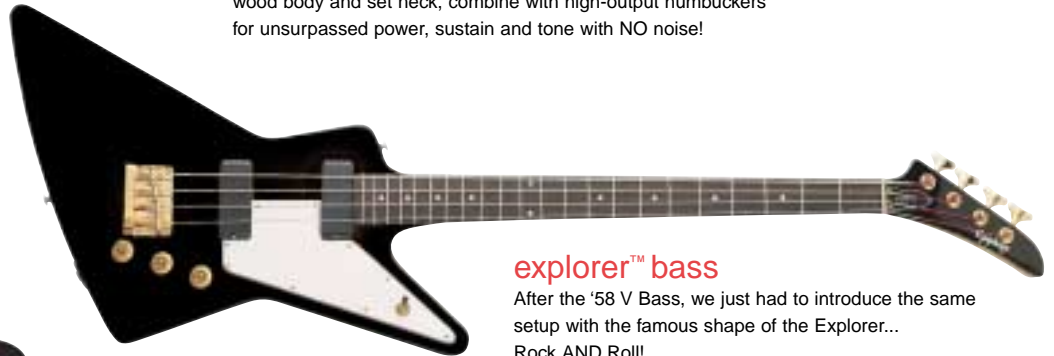 wood body and set neck, combine with high-output humbuckers
for unsurpassed power, sustain and tone with NO noise!
Epiphone
explorer™ bass
After the ‘58 V Bass, we just had to introduce the same
setup with the famous shape of the Explorer...
Rock AND Roll!